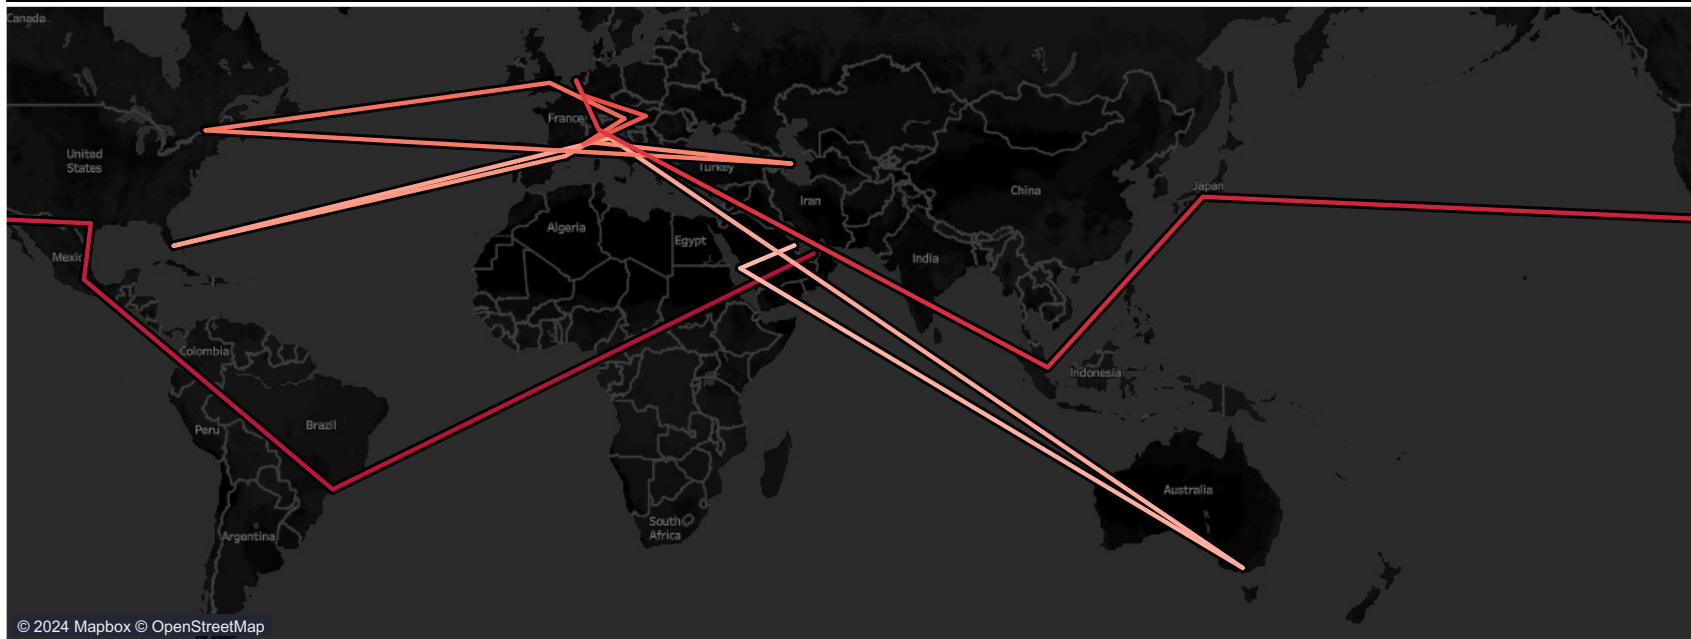 Canada
United
States
Mexic
Colombia
Peru
Brazil
Argentina
France
Turkey
Algeria
Egypt
Iran
South
Africa
India
China
Japan
Indonesia
Australia
© 2024 Mapbox © OpenStreetMap